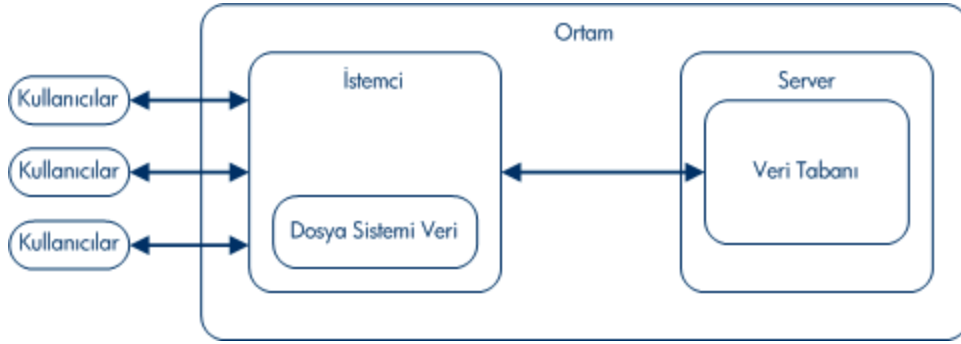 Ortam
İstemci
Server
Kullanıcılar
Kullanıcılar
Kullanıcılar
Dosya Sistemi Veri
Veri Tabanı